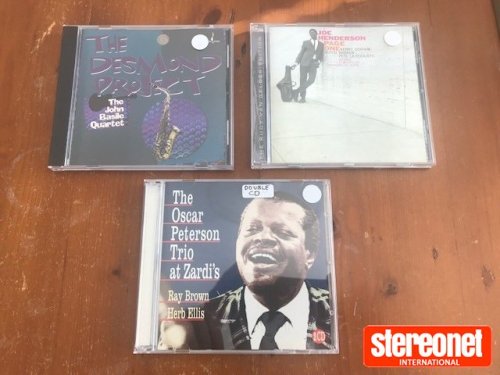 THE
DESMOND
PROJECT
The
John
Basile
Quartet
JOE
HENDERSON
PAGE
ONE
The
Oscar
Peterson
Trio
at Zardi's
Ray Brown
Herb Ellis
DOUBLE
CD
2CD
stereonet
INTERNATIONAL